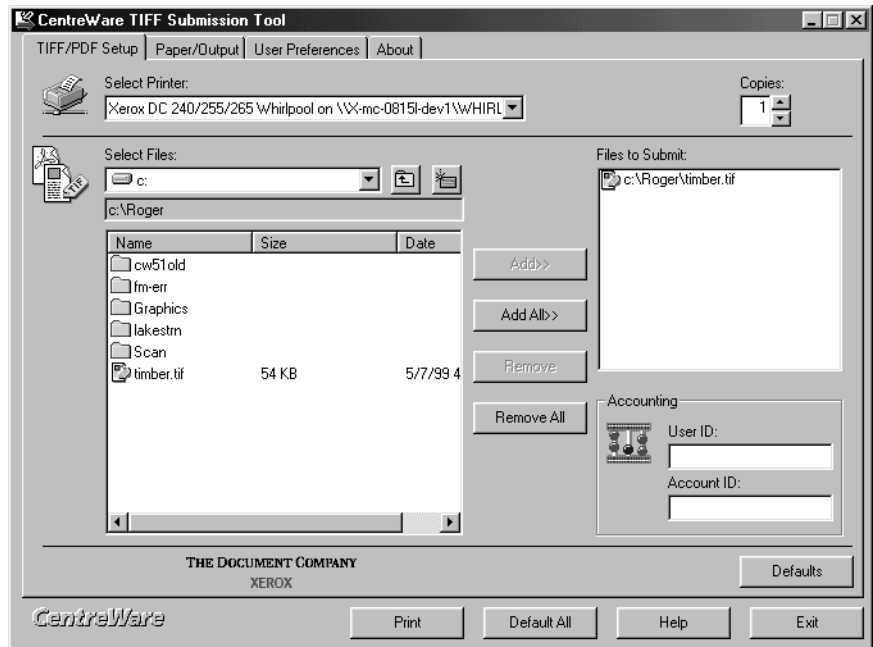 CentreWare TIFF Submission Tool
TIFF/PDF Setup Paper/Output User Preferences About
Select Printer:
Xerox DC 240/255/265 Whirlpool on \\X-mc-0815l-dev1\WHIRL
Copies:
1
Select Files:
c:
c:\Roger
Name Size Date
cw51old
fm-err
Graphics
lakestrn
Scan
timber.tif 54 KB 5/7/99 4
Add>>
Add All>>
Remove
Remove All
Files to Submit:
c:\Roger\timber.tif
Accounting
User ID:
Account ID:
THE DOCUMENT COMPANY
XEROX
Defaults
CentreWare
Print Default All Help Exit